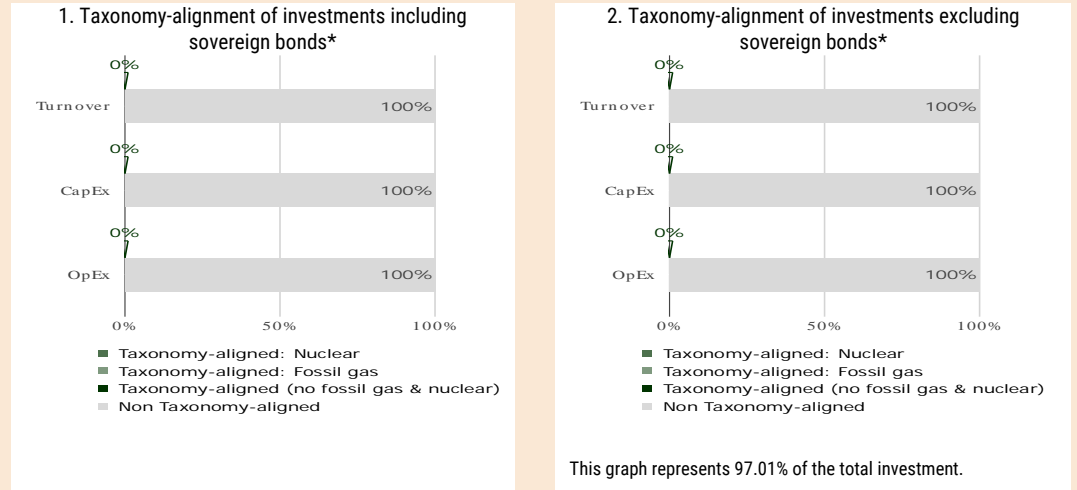 1. Taxonomy-alignment of investments including
sovereign bonds*
0%
Turnover
100%
0%
CapEx
100%
0%
OpEx
100%
0%
50%
100%
Taxonomy-aligned: Nuclear
Taxonomy-aligned: Fossil gas
Taxonomy-aligned (no fossil gas & nuclear)
Non Taxonomy-aligned
2. Taxonomy-alignment of investments excluding
sovereign bonds*
0%
Turnover
100%
0%
CapEx
100%
0%
OpEx
100%
0%
50%
100%
Taxonomy-aligned: Nuclear
Taxonomy-aligned: Fossil gas
Taxonomy-aligned (no fossil gas & nuclear)
Non Taxonomy-aligned
This graph represents 97.01% of the total investment.